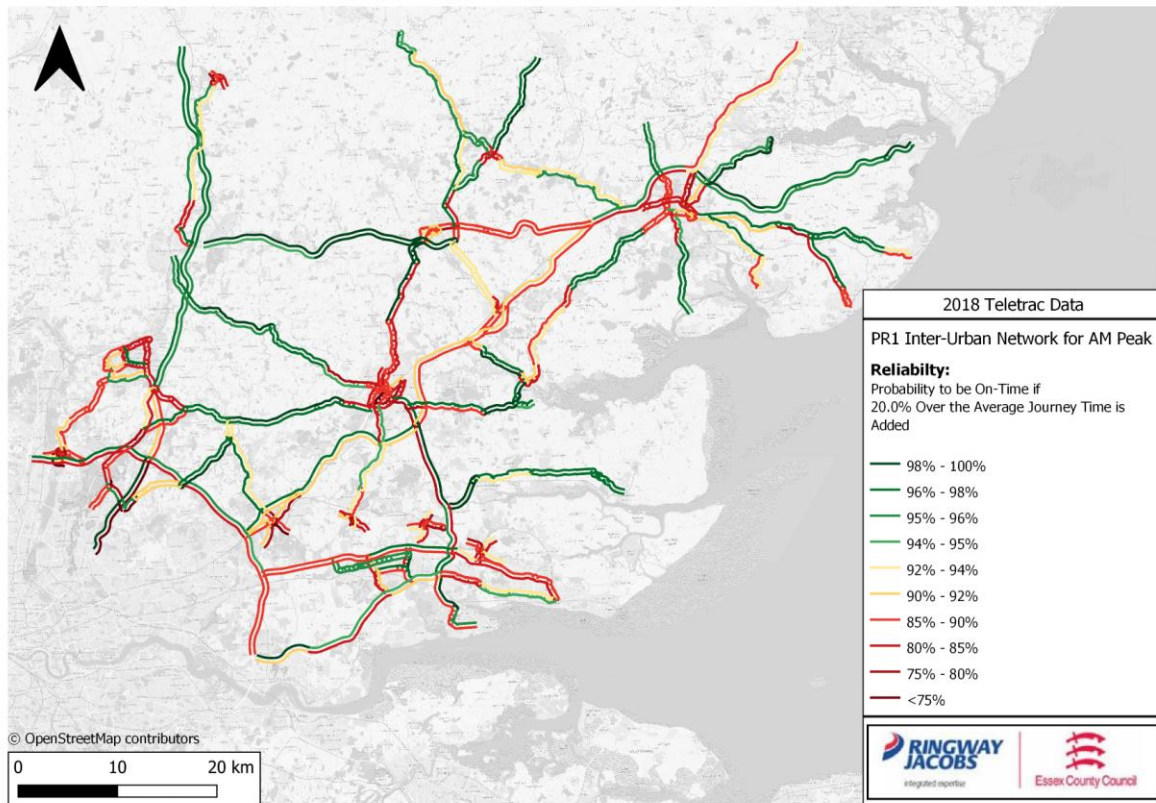 2018 Teletrac Data
PR1 Inter-Urban Network for AM Peak
Reliabilty:
Probability to be On-Time if
20.0% Over the Average Journey Time is
Added
98% - 100%
96% - 98%
95% - 96%
94% - 95%
92% - 94%
90% - 92%
85% - 90%
80% - 85%
75% - 80%
<75%
© OpenStreetMap contributors
0 10 20 km
RINGWAY
JACOBS
integrated expertise
Essex County Council